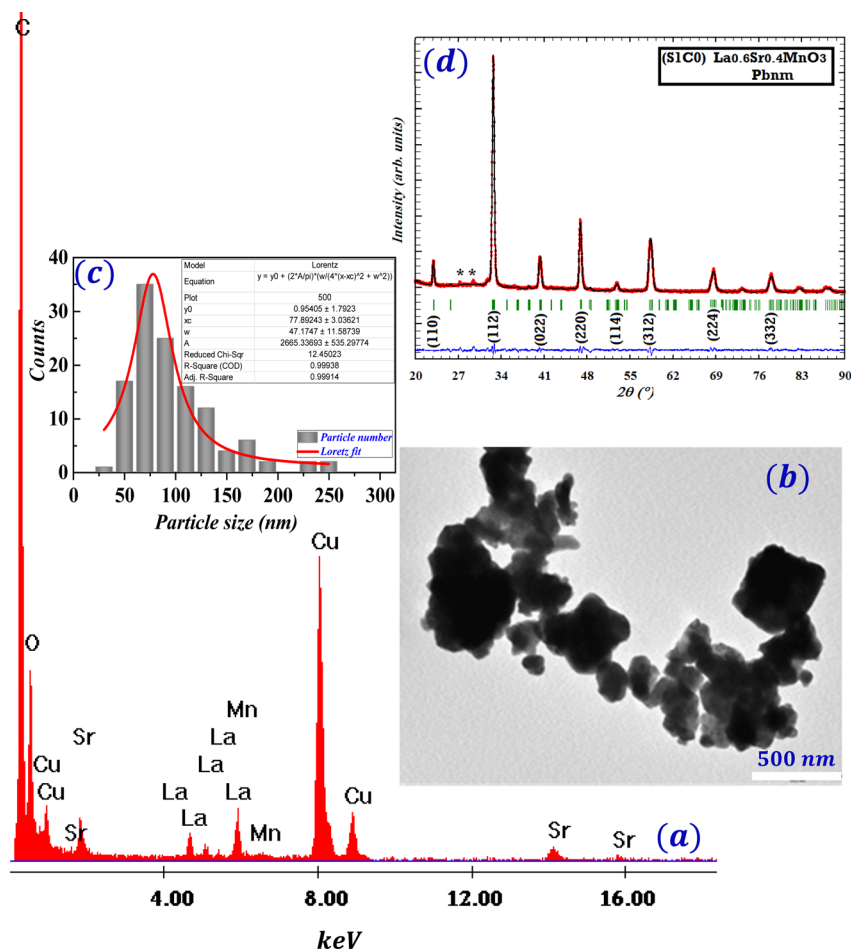 C
(d)
(S1C0) La0.6Sr0.4MnO3
Pbnm
Intensity (arb. units)
* *
(110)
(112)
(022)
(220)
(114)
(312)
(224)
(332)
20 27 34 41 48 55 62 69 76 83 90
2θ (°)
(c)
Model Lorentz
Equation y = y0 + (2*A/pi)*(w/(4*(x-xc)^2 + w^2))
Plot 500
y0 0.95405 ± 1.7923
xc 77.89243 ± 3.03621
w 47.1747 ± 11.58739
A 2665.33693 ± 535.29774
Reduced Chi-Sqr 12.45023
R-Square (COD) 0.99938
Adj. R-Square 0.99914
Counts
40
30
20
10
0
Particle number
Loretz fit
0 50 100 150 200 250 300
Particle size (nm)
(b)
500 nm
Cu
O
Mn
Sr
La
Cu
La
Cu
La
La
Cu
La
Sr
Mn
Sr
Sr
(a)
4.00 8.00 12.00 16.00
keV